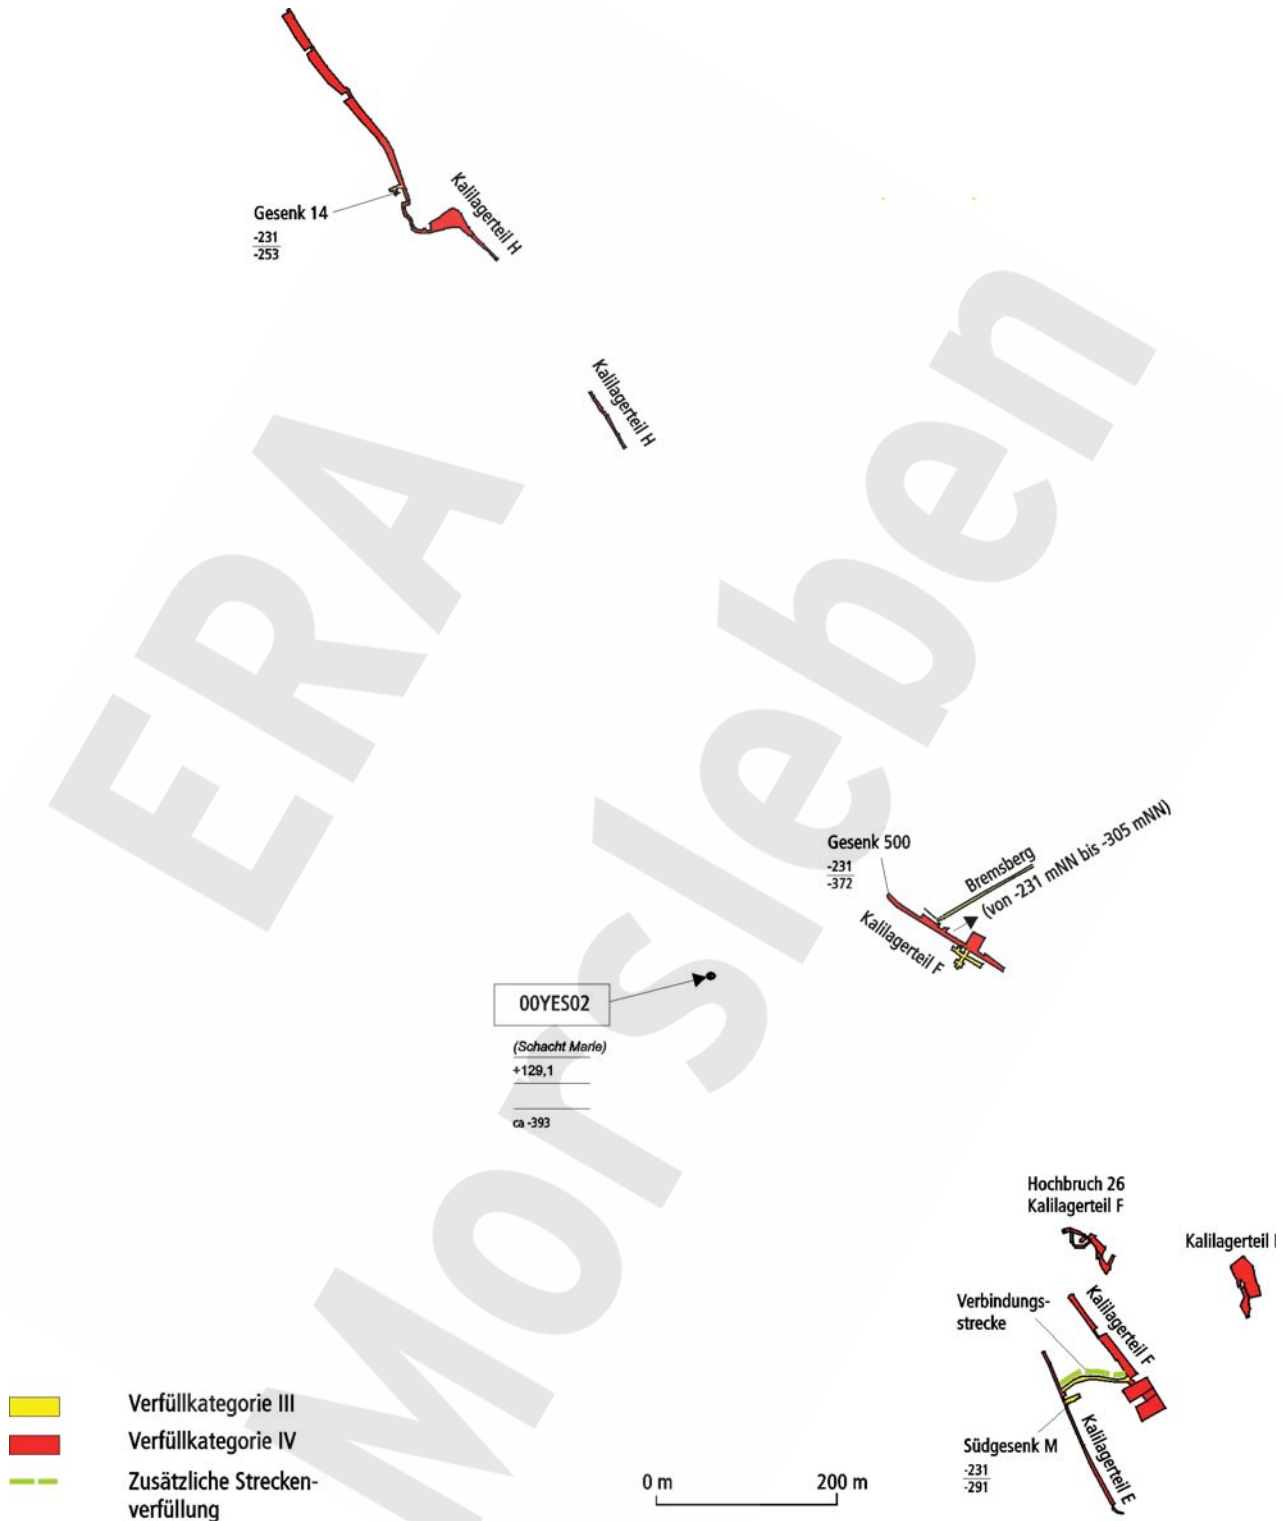 Kalilagerteil H
Gesenk 14
-231
-253
Kalilagerteil H
Gesenk 500
-231
-372
Bremsberg
(von -231 mNN bis -305 mNN)
Kalilagerteil F
00YES02
(Schacht Marie)
+129,1
ca -393
Hochbruch 26
Kalilagerteil F
Kalilagerteil
Verbindungs-
strecke
Kalilagerteil F
Südgesenk M
-231
-291
Kalilagerteil E
Verfüllkategorie III
Verfüllkategorie IV
Zusätzliche Strecken-
verfüllung
0 m 200 m
ERA
Morsleben